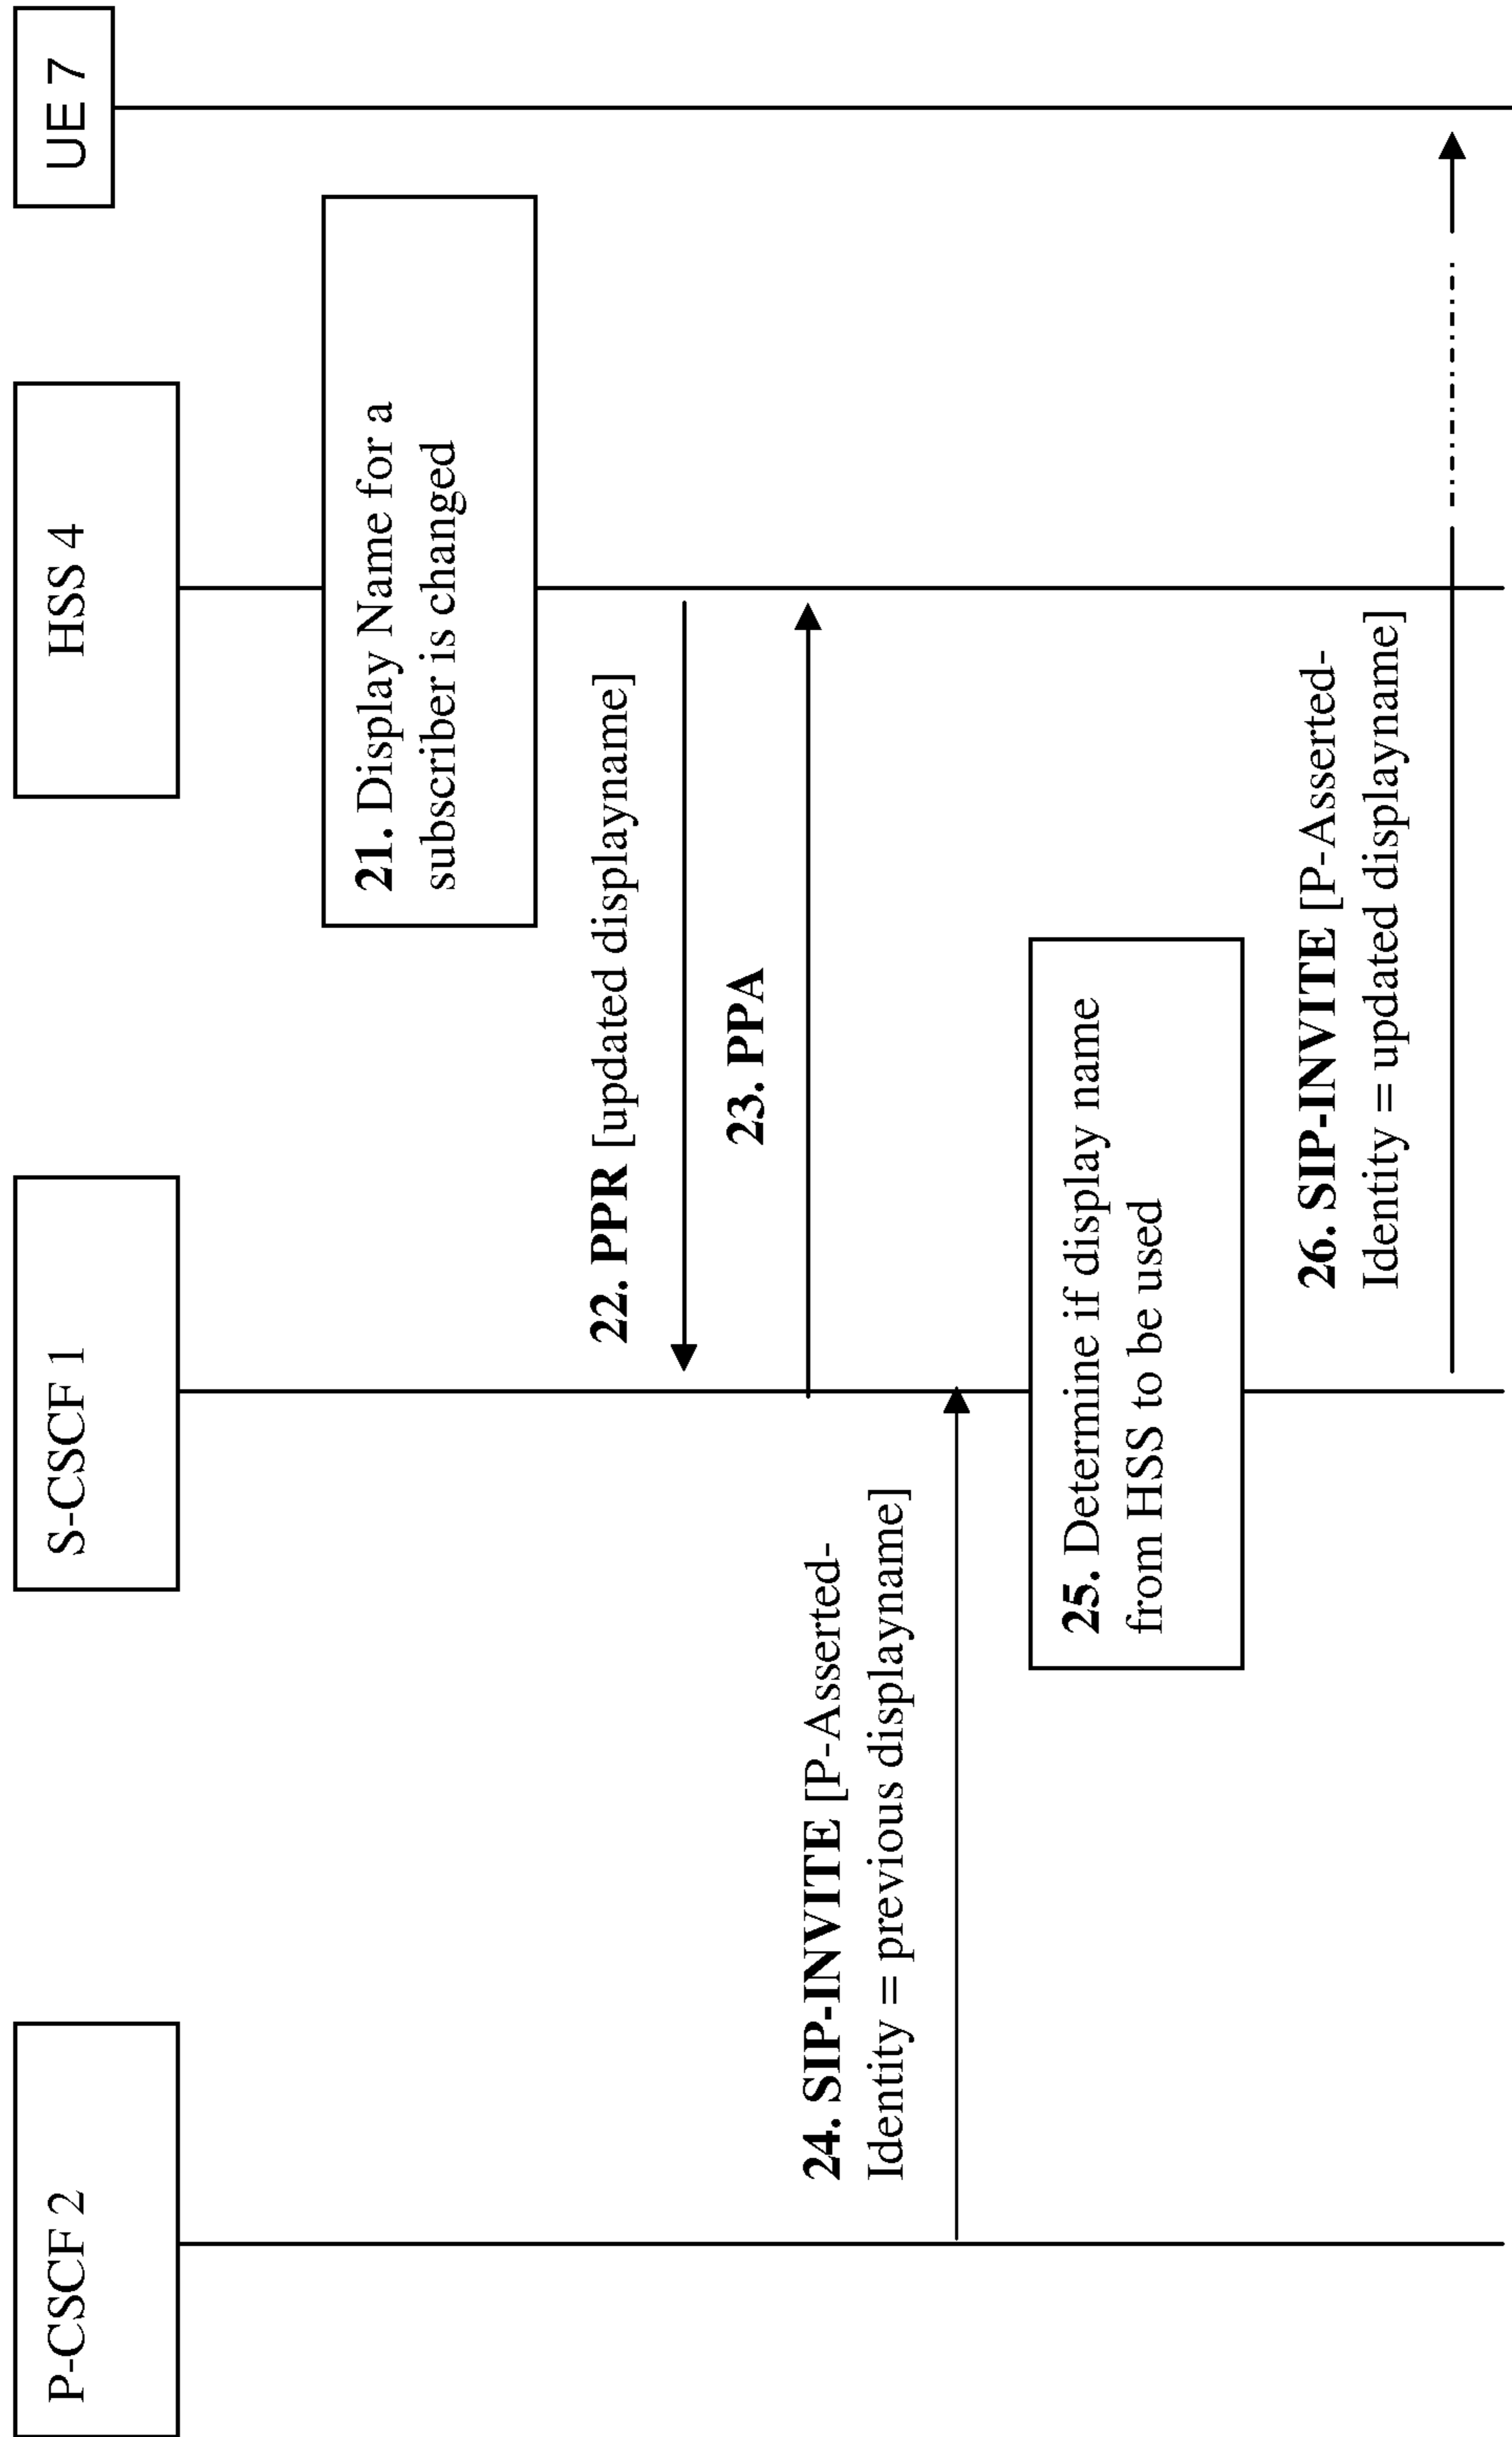 P-CSCF 2
S-CSCF 1
HSS 4
UE 7
21. Display Name for a
subscriber is changed
22. PPR [updated displayname]
23. PPA
24. SIP-INVITE [P-Asserted-
Identity = previous displayname]
25. Determine if display name
from HSS to be used
26. SIP-INVITE [P-Asserted-
Identity = updated displayname]